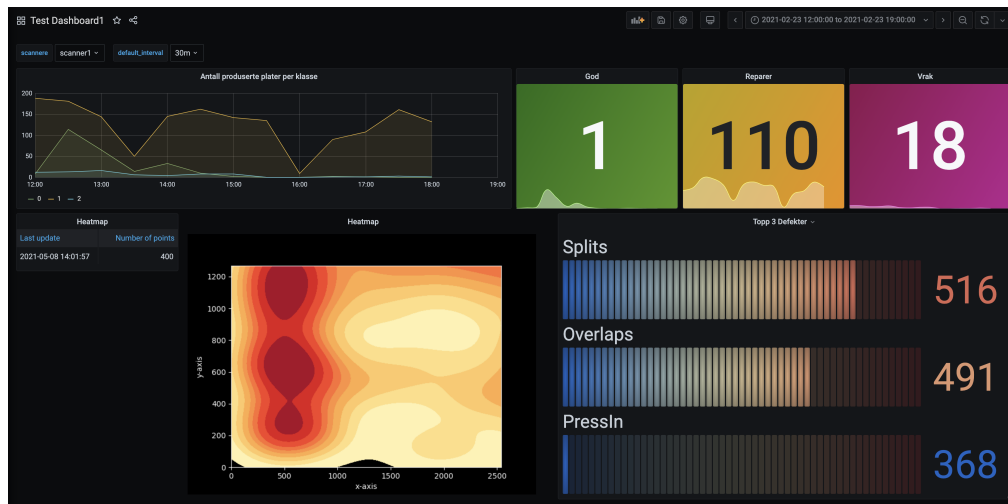 Test Dashboard1
2021-02-23 12:00:00 to 2021-02-23 19:00:00
scannere scanner1 default_interval 30m
Antall produserte plater per klasse
200
150
100
50
0
12:00 13:00 14:00 15:00 16:00 17:00 18:00 19:00
0 1 2
God
1
Reparer
110
Vrak
18
Heatmap
Last update Number of points
2021-05-08 14:01:57 400
Heatmap
1200
1000
800
600
400
200
0
y-axis
0 500 1000 1500 2000 2500
x-axis
Topp 3 Defekter
Splits
516
Overlaps
491
PressIn
368